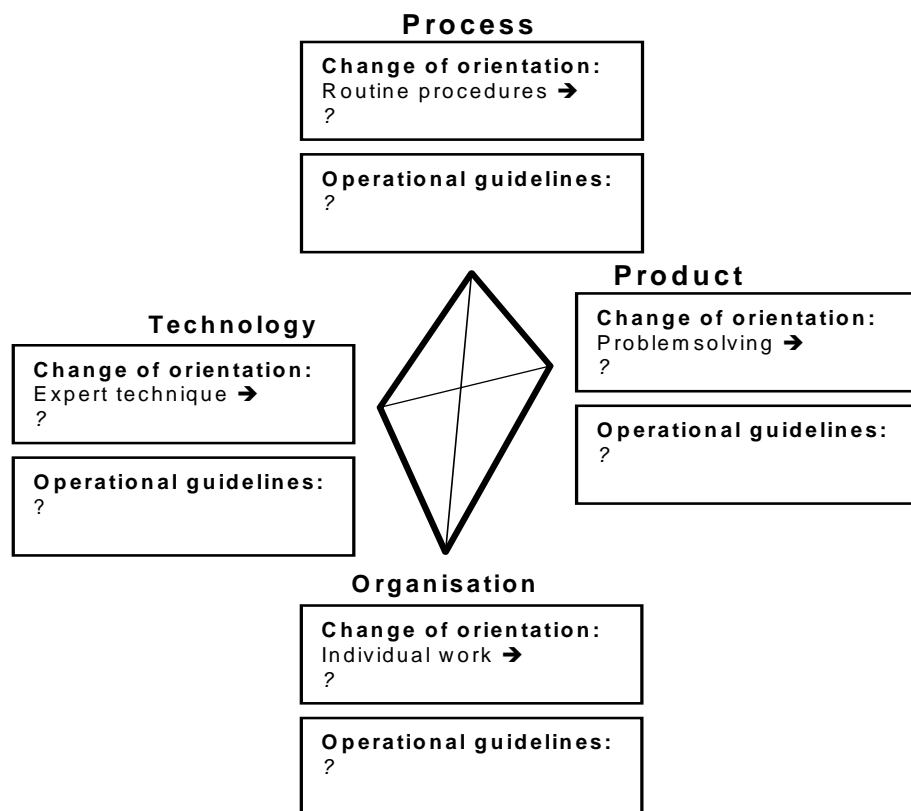 Process
Change of orientation:
Routine procedures ➔
?
Operational guidelines:
?
Product
Change of orientation:
Problemsolving ➔
?
Operational guidelines:
?
Technology
Change of orientation:
Expert technique ➔
?
Operational guidelines:
?
Organisation
Change of orientation:
Individual work ➔
?
Operational guidelines:
?